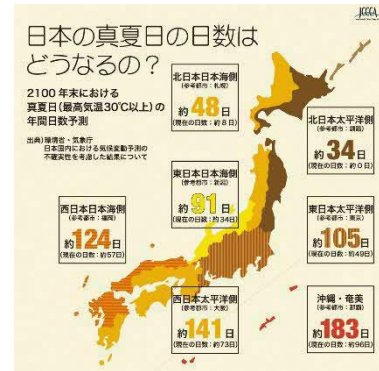 JCCCA
日本の真夏日の日数は
どうなるの?
2100年末における
真夏日(最高気温30℃以上)の
年間日数予測
出典)環境省・気象庁
日本国内における気候変動予測の
不確実性を考慮した結果について
北日本日本海側
(参考都市:札幌)
約48日
(現在の日数:約8日)
北日本太平洋側
(参考都市:釧路)
約34日
(現在の日数:約0日)
東日本日本海側
(参考都市:新潟)
約91日
(現在の日数:約34日)
西日本日本海側
(参考都市:福岡)
約124日
(現在の日数:約57日)
東日本太平洋側
(参考都市:東京)
約105日
(現在の日数:約49日)
西日本太平洋側
(参考都市:大阪)
約141日
(現在の日数:約73日)
沖縄・奄美
(参考都市:那覇)
約183日
(現在の日数:約96日)